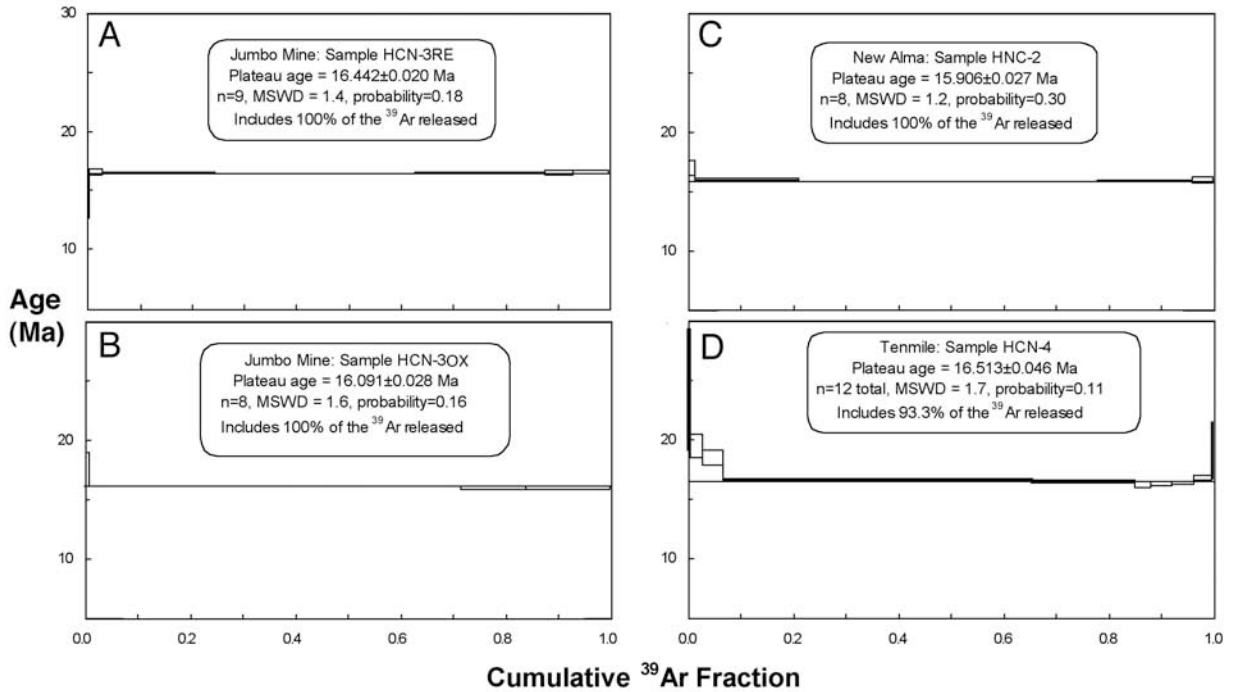 A
Jumbo Mine: Sample HCN-3RE
Plateau age = 16.442±0.020 Ma
n=9, MSWD = 1.4, probability=0.18
Includes 100% of the ³⁹Ar released
30
20
10
C
New Alma: Sample HNC-2
Plateau age = 15.906±0.027 Ma
n=8, MSWD = 1.2, probability=0.30
Includes 100% of the ³⁹Ar released
Age
(Ma)
B
Jumbo Mine: Sample HCN-3OX
Plateau age = 16.091±0.028 Ma
n=8, MSWD = 1.6, probability=0.16
Includes 100% of the ³⁹Ar released
20
10
D
Tenmile: Sample HCN-4
Plateau age = 16.513±0.046 Ma
n=12 total, MSWD = 1.7, probability=0.11
Includes 93.3% of the ³⁹Ar released
0.0 0.2 0.4 0.6 0.8 1.0
0.0 0.2 0.4 0.6 0.8 1.0
Cumulative ³⁹Ar Fraction